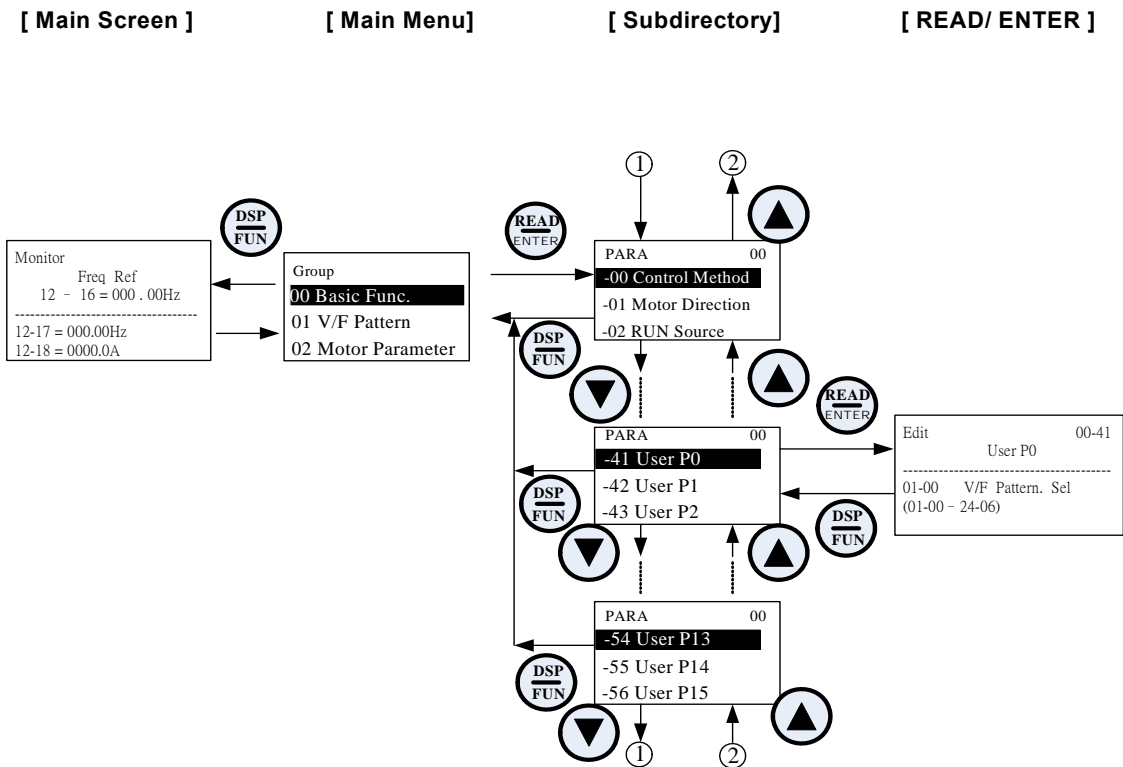 [ Main Screen ]
[ Main Menu]
[ Subdirectory]
[ READ/ ENTER ]
1
2
DSP
FUN
READ
ENTER
Monitor
Freq Ref
12 - 16 = 000 . 00Hz
12-17 = 000.00Hz
12-18 = 0000.0A
Group
00 Basic Func.
01 V/F Pattern
02 Motor Parameter
PARA 00
-00 Control Method
-01 Motor Direction
-02 RUN Source
DSP
FUN
READ
ENTER
PARA 00
-41 User P0
-42 User P1
-43 User P2
Edit 00-41
User P0
01-00 V/F Pattern. Sel
(01-00 - 24-06)
DSP
FUN
DSP
FUN
PARA 00
-54 User P13
-55 User P14
-56 User P15
DSP
FUN
1
2